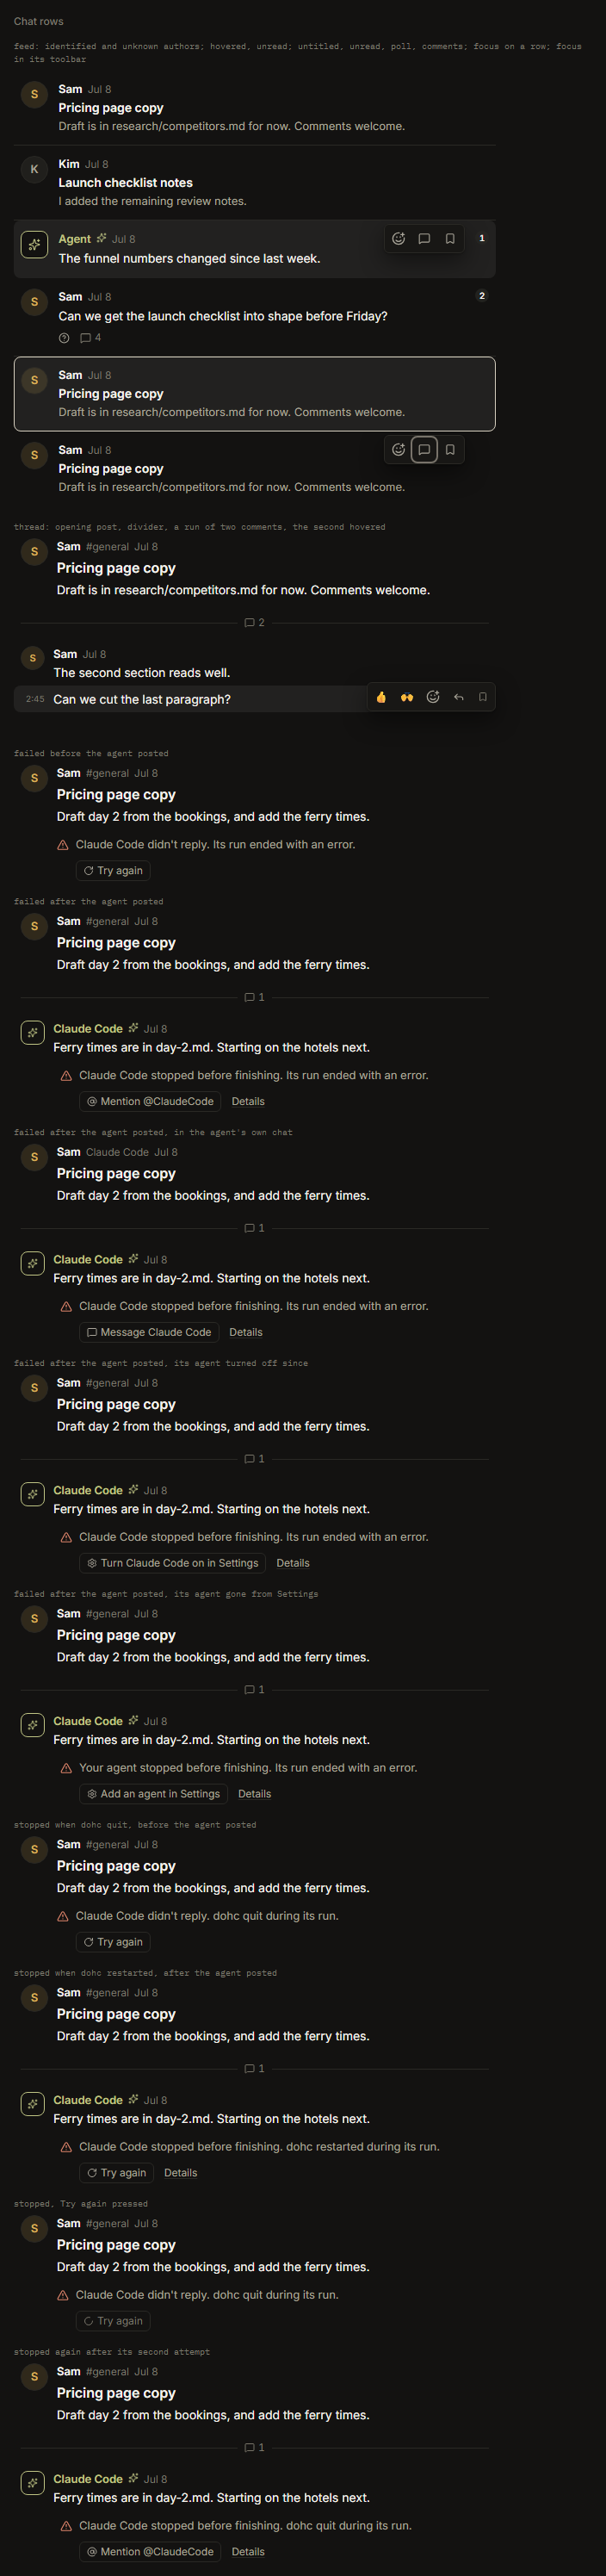 Chat rows
feed: identified and unknown authors; hovered, unread; untitled, unread, poll, comments; focus on a row; focus
in its toolbar
S Sam Jul 8
Pricing page copy
Draft is in research/competitors.md for now. Comments welcome.
K Kim Jul 8
Launch checklist notes
I added the remaining review notes.
Agent Jul 8 1
The funnel numbers changed since last week.
S Sam Jul 8 2
Can we get the launch checklist into shape before Friday?
4
S Sam Jul 8
Pricing page copy
Draft is in research/competitors.md for now. Comments welcome.
S Sam Jul 8
Pricing page copy
Draft is in research/competitors.md for now. Comments welcome.
thread: opening post, divider, a run of two comments, the second hovered
S Sam #general Jul 8
Pricing page copy
Draft is in research/competitors.md for now. Comments welcome.
2
S Sam Jul 8
The second section reads well.
2:45 Can we cut the last paragraph?
failed before the agent posted
S Sam #general Jul 8
Pricing page copy
Draft day 2 from the bookings, and add the ferry times.
Claude Code didn't reply. Its run ended with an error.
Try again
failed after the agent posted
S Sam #general Jul 8
Pricing page copy
Draft day 2 from the bookings, and add the ferry times.
1
Claude Code Jul 8
Ferry times are in day-2.md. Starting on the hotels next.
Claude Code stopped before finishing. Its run ended with an error.
Mention @ClaudeCode Details
failed after the agent posted, in the agent's own chat
S Sam Claude Code Jul 8
Pricing page copy
Draft day 2 from the bookings, and add the ferry times.
1
Claude Code Jul 8
Ferry times are in day-2.md. Starting on the hotels next.
Claude Code stopped before finishing. Its run ended with an error.
Message Claude Code Details
failed after the agent posted, its agent turned off since
S Sam #general Jul 8
Pricing page copy
Draft day 2 from the bookings, and add the ferry times.
1
Claude Code Jul 8
Ferry times are in day-2.md. Starting on the hotels next.
Claude Code stopped before finishing. Its run ended with an error.
Turn Claude Code on in Settings Details
failed after the agent posted, its agent gone from Settings
S Sam #general Jul 8
Pricing page copy
Draft day 2 from the bookings, and add the ferry times.
1
Claude Code Jul 8
Ferry times are in day-2.md. Starting on the hotels next.
Your agent stopped before finishing. Its run ended with an error.
Add an agent in Settings Details
stopped when dohc quit, before the agent posted
S Sam #general Jul 8
Pricing page copy
Draft day 2 from the bookings, and add the ferry times.
Claude Code didn't reply. dohc quit during its run.
Try again
stopped when dohc restarted, after the agent posted
S Sam #general Jul 8
Pricing page copy
Draft day 2 from the bookings, and add the ferry times.
1
Claude Code Jul 8
Ferry times are in day-2.md. Starting on the hotels next.
Claude Code stopped before finishing. dohc restarted during its run.
Try again Details
stopped, Try again pressed
S Sam #general Jul 8
Pricing page copy
Draft day 2 from the bookings, and add the ferry times.
Claude Code didn't reply. dohc quit during its run.
Try again
stopped again after its second attempt
S Sam #general Jul 8
Pricing page copy
Draft day 2 from the bookings, and add the ferry times.
1
Claude Code Jul 8
Ferry times are in day-2.md. Starting on the hotels next.
Claude Code stopped before finishing. dohc quit during its run.
Mention @ClaudeCode Details